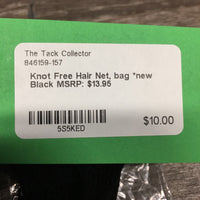 The Tack Collector
846159-157
Knot Free Hair Net, bag *new
Black MSRP: $13.95
5S5KED
$10.00